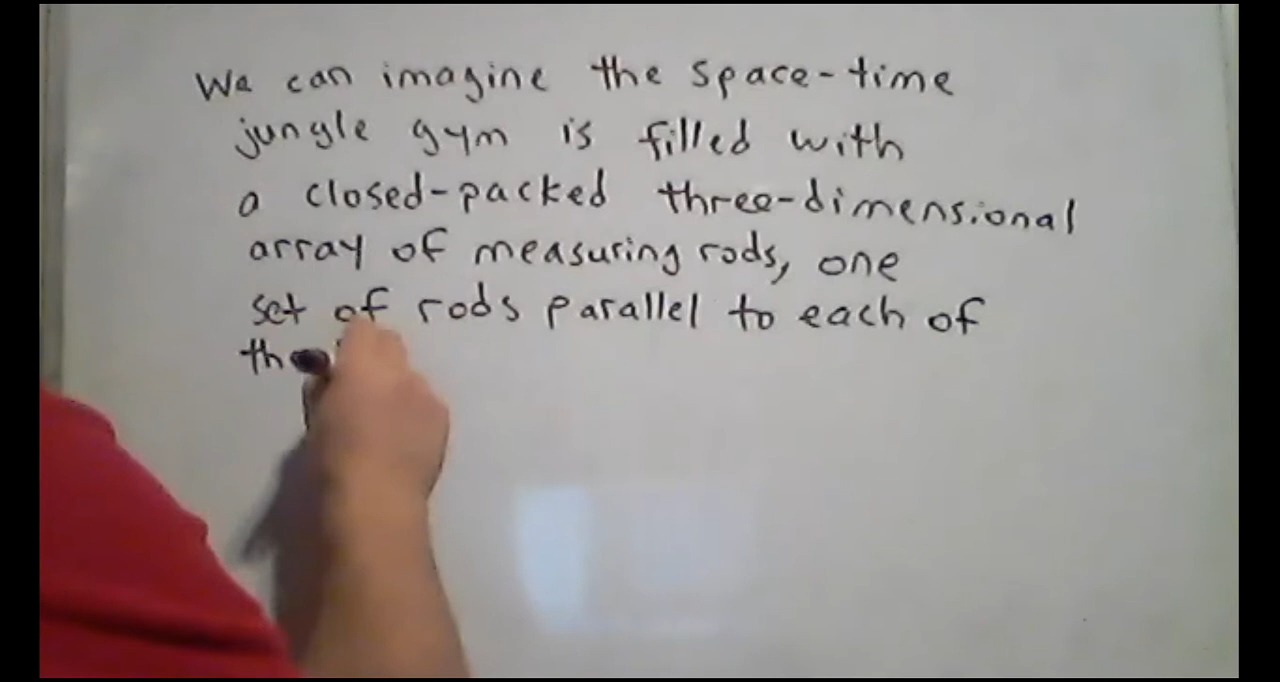 We can imagine the space-time
jungle gym is filled with
a closed-packed three-dimensional
array of measuring rods, one
set of rods parallel to each of
th